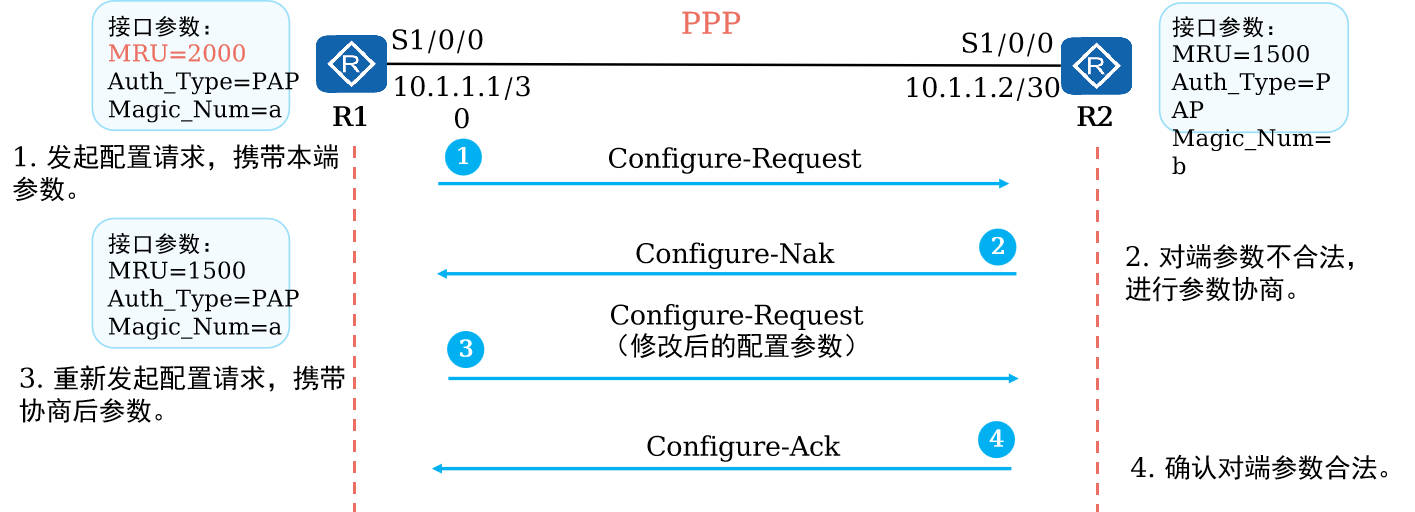 接口参数：
MRU=2000
Auth_Type=PAP
Magic_Num=a
PPP
S1/0/0
10.1.1.1/3
0
R
R1
S1/0/0
10.1.1.2/30
R
R2
接口参数：
MRU=1500
Auth_Type=P
AP
Magic_Num=
b
1. 发起配置请求，携带本端
参数。
1
Configure-Request
接口参数：
MRU=1500
Auth_Type=PAP
Magic_Num=a
Configure-Nak
2
2. 对端参数不合法，
进行参数协商。
3. 重新发起配置请求，携带
协商后参数。
3
Configure-Request
（修改后的配置参数）
Configure-Ack
4
4. 确认对端参数合法。